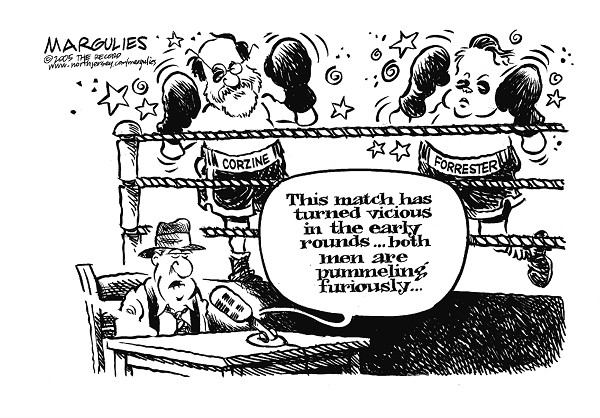 MARGULIES
©2005 THE RECORD
www.northjersey.com/margulies
CORZINE
FORRESTER
This match has
turned vicious
in the early
rounds...both
men are
pummeling
furiously...